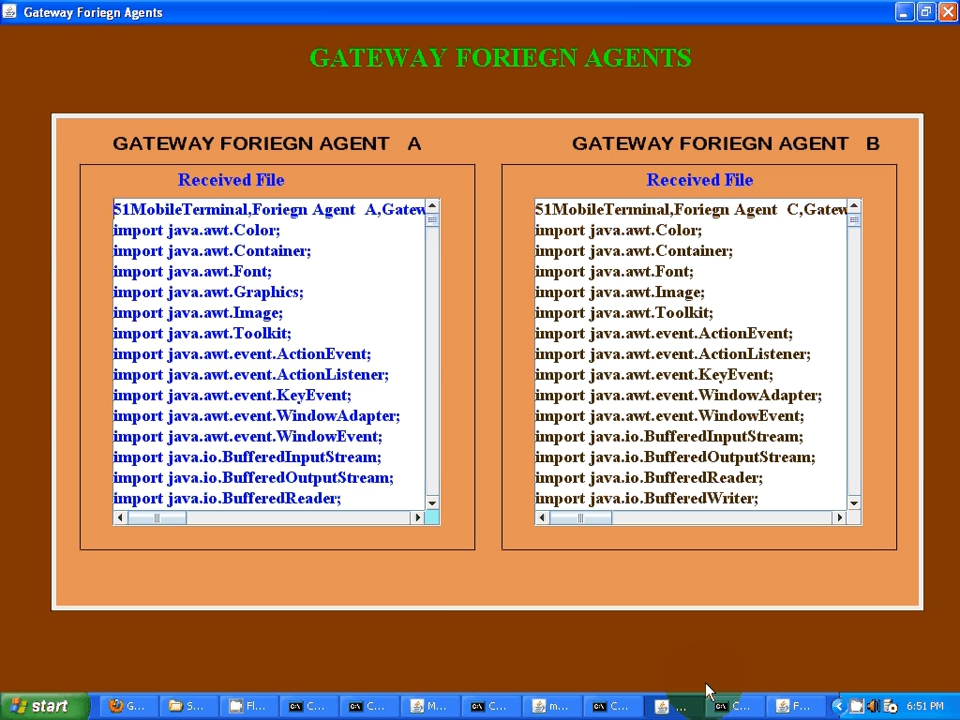 Gateway Foriegn Agents
GATEWAY FORIEGN AGENTS
GATEWAY FORIEGN AGENT A
Received File
51MobileTerminal,Foriegn Agent A,Gatew
import java.awt.Color;
import java.awt.Container;
import java.awt.Font;
import java.awt.Graphics;
import java.awt.Image;
import java.awt.Toolkit;
import java.awt.event.ActionEvent;
import java.awt.event.ActionListener;
import java.awt.event.KeyEvent;
import java.awt.event.WindowAdapter;
import java.awt.event.WindowEvent;
import java.io.BufferedInputStream;
import java.io.BufferedOutputStream;
import java.io.BufferedReader;
GATEWAY FORIEGN AGENT B
Received File
51MobileTerminal,Foriegn Agent C,Gatew
import java.awt.Color;
import java.awt.Container;
import java.awt.Font;
import java.awt.Image;
import java.awt.Toolkit;
import java.awt.event.ActionEvent;
import java.awt.event.ActionListener;
import java.awt.event.KeyEvent;
import java.awt.event.WindowAdapter;
import java.awt.event.WindowEvent;
import java.io.BufferedInputStream;
import java.io.BufferedOutputStream;
import java.io.BufferedReader;
import java.io.BufferedWriter;
start G... S... Fl... C... C... M... C... m... C... ... C... F... 6:51 PM